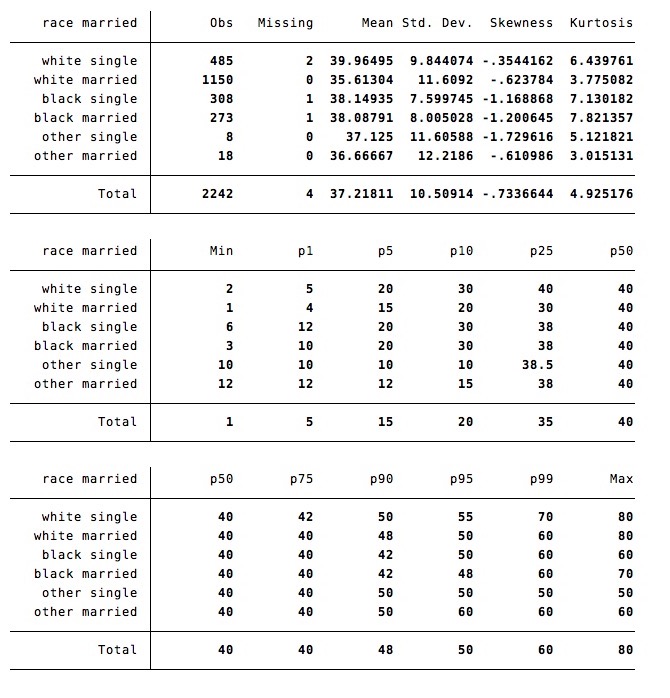 race married Obs Missing Mean Std. Dev. Skewness Kurtosis
white single 485 2 39.96495 9.844074 -.3544162 6.439761
white married 1150 0 35.61304 11.6092 -.623784 3.775082
black single 308 1 38.14935 7.599745 -1.168868 7.130182
black married 273 1 38.08791 8.005028 -1.200645 7.821357
other single 8 0 37.125 11.60588 -1.729616 5.121821
other married 18 0 36.66667 12.2186 -.610986 3.015131
Total 2242 4 37.21811 10.50914 -.7336644 4.925176
race married Min p1 p5 p10 p25 p50
white single 2 5 20 30 40 40
white married 1 4 15 20 30 40
black single 6 12 20 30 38 40
black married 3 10 20 30 38 40
other single 10 10 10 10 38.5 40
other married 12 12 12 15 38 40
Total 1 5 15 20 35 40
race married p50 p75 p90 p95 p99 Max
white single 40 42 50 55 70 80
white married 40 40 48 50 60 80
black single 40 40 42 50 60 60
black married 40 40 42 48 60 70
other single 40 40 50 50 50 50
other married 40 40 50 60 60 60
Total 40 40 48 50 60 80